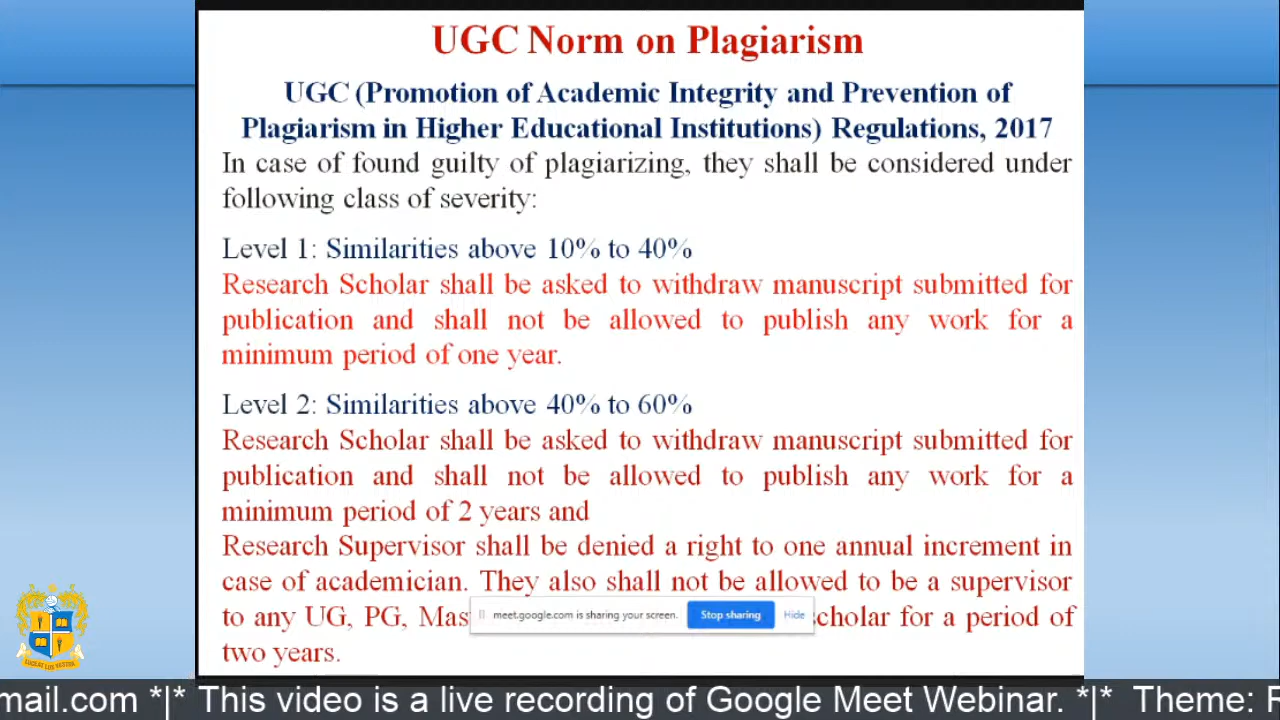 UGC Norm on Plagiarism
UGC (Promotion of Academic Integrity and Prevention of
Plagiarism in Higher Educational Institutions) Regulations, 2017
In case of found guilty of plagiarizing, they shall be considered under
following class of severity:
Level 1: Similarities above 10% to 40%
Research Scholar shall be asked to withdraw manuscript submitted for
publication and shall not be allowed to publish any work for a
minimum period of one year.
Level 2: Similarities above 40% to 60%
Research Scholar shall be asked to withdraw manuscript submitted for
publication and shall not be allowed to publish any work for a
minimum period of 2 years and
Research Supervisor shall be denied a right to one annual increment in
case of academician. They also shall not be allowed to be a supervisor
to any UG, PG, Mas scholar for a period of
meet.google.com is sharing your screen. Stop sharing Hide
two years.
LUCEAT LUX VESTRA
mail.com *|* This video is a live recording of Google Meet Webinar. *|* Theme: